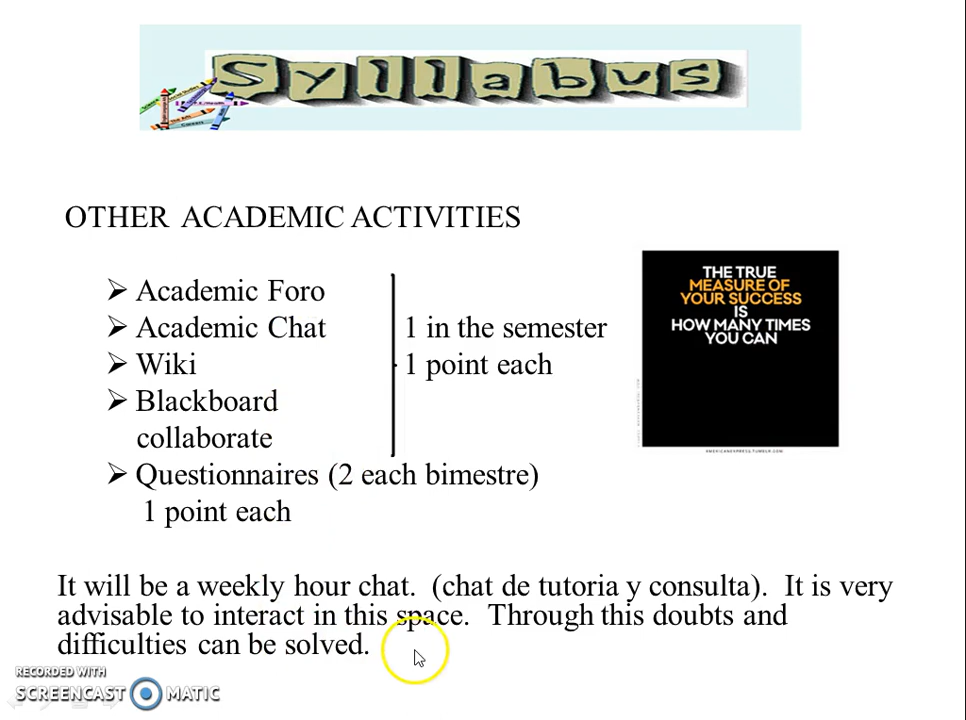 Syllabus
OTHER ACADEMIC ACTIVITIES
➢ Academic Foro
➢ Academic Chat
➢ Wiki
➢ Blackboard
collaborate
1 in the semester
1 point each
➢ Questionnaires (2 each bimestre)
1 point each
THE TRUE
MEASURE OF
YOUR SUCCESS
IS
HOW MANY TIMES
YOU CAN
It will be a weekly hour chat. (chat de tutoria y consulta). It is very
advisable to interact in this space. Through this doubts and
difficulties can be solved.
RECORDED WITH
SCREENCAST MATIC